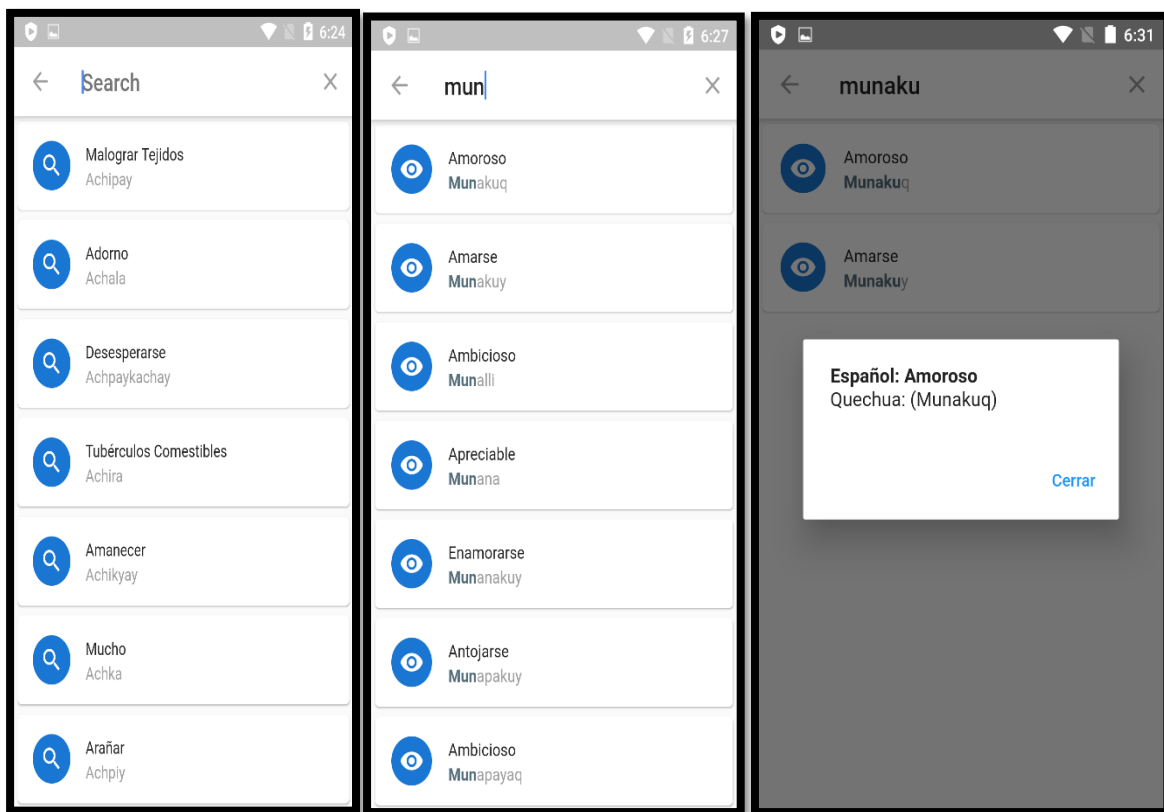 6:24
Search
Malograr Tejidos
Achipay
Adorno
Achala
Desesperarse
Achpaykachay
Tubérculos Comestibles
Achira
Amanecer
Achikyay
Mucho
Achka
Arañar
Achpiy
6:27
mun
Amoroso
Munakuq
Amarse
Munakuy
Ambicioso
Munalli
Apreciable
Munana
Enamorarse
Munanakuy
Antojarse
Munapakuy
Ambicioso
Munapayaq
6:31
munaku
Amoroso
Munakuq
Amarse
Munakuy
Español: Amoroso
Quechua: (Munakuq)
Cerrar